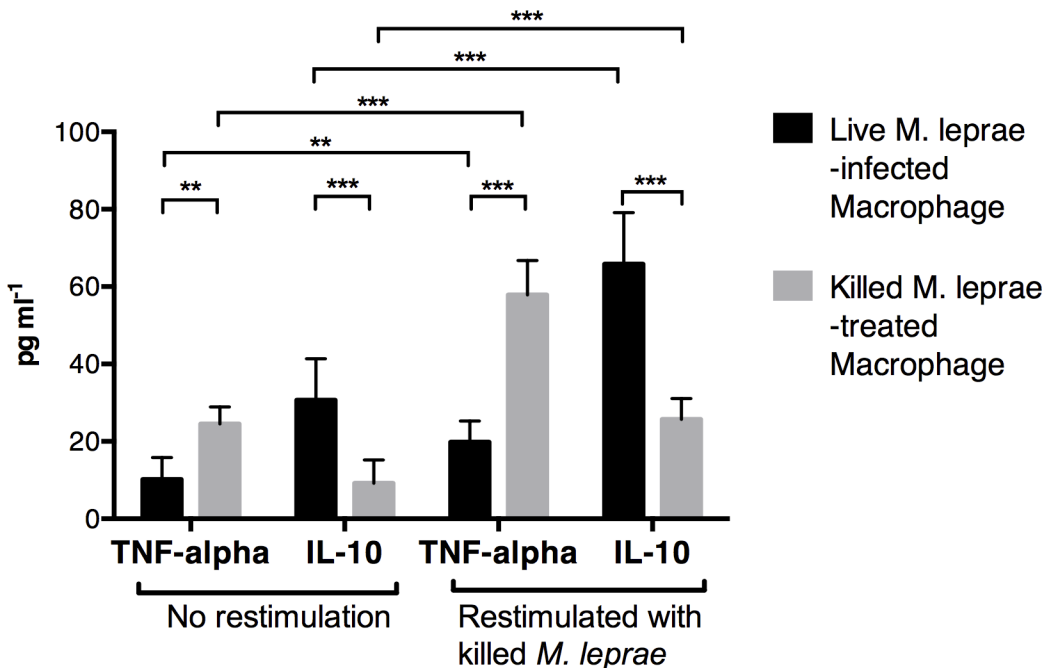 ***
***
***
**
100
80
60
40
20
0
pg ml-1
**
***
***
***
TNF-alpha IL-10 TNF-alpha IL-10
No restimulation
Restimulated with
killed M. leprae
Live M. leprae
-infected
Macrophage
Killed M. leprae
-treated
Macrophage